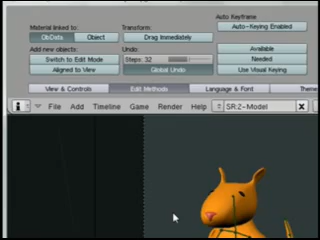 Auto Keyframe
Material linked to: Transform: Auto-Keying Enabled
ObData Object Drag Immediately
Add new objects: Undo: Available
Switch to Edit Mode Steps: 32 Needed
Aligned to View Global Undo Use Visual Keying
View & Controls Edit Methods Language & Font Theme
File Add Timeline Game Render Help SR:2-Model X